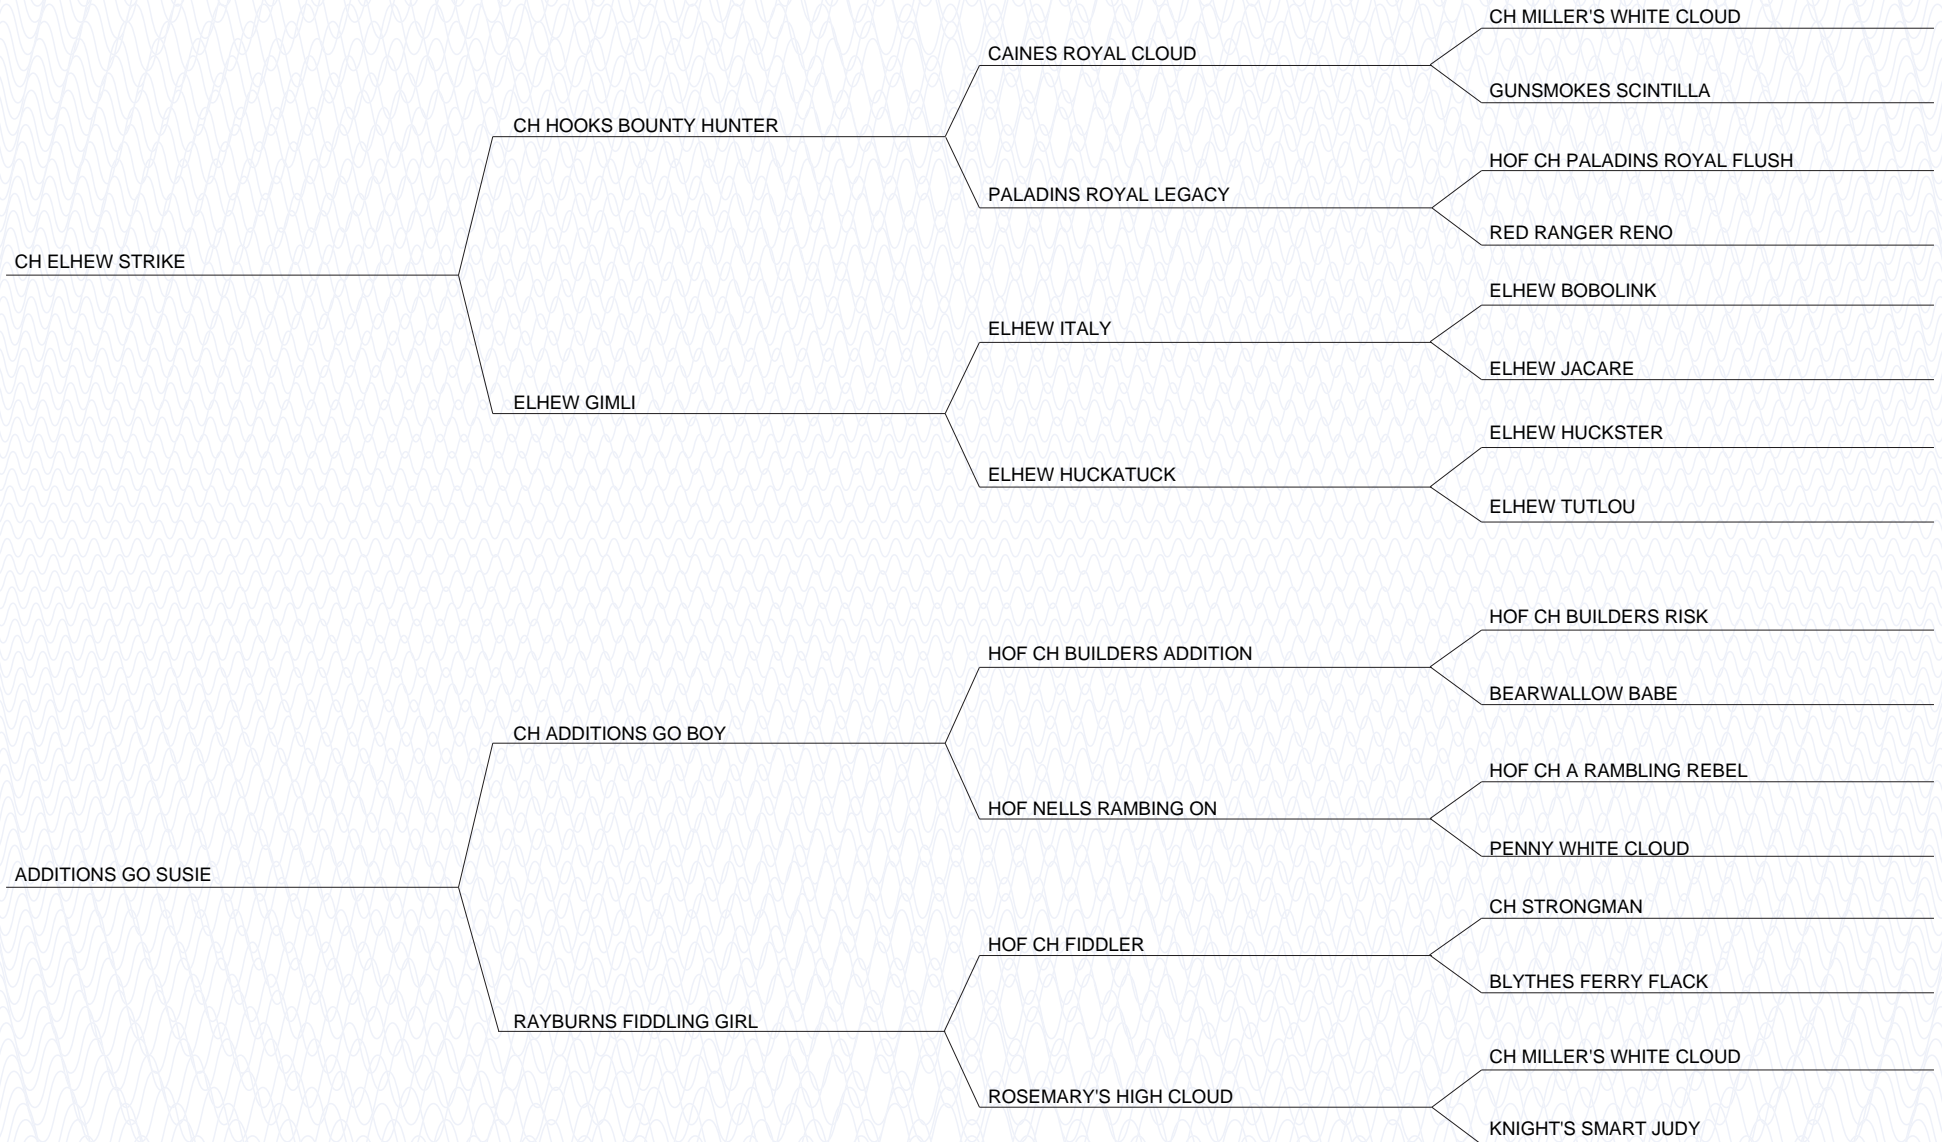 CH MILLER'S WHITE CLOUD
CAINES ROYAL CLOUD
GUNSMOKES SCINTILLA
CH HOOKS BOUNTY HUNTER
HOF CH PALADINS ROYAL FLUSH
PALADINS ROYAL LEGACY
RED RANGER RENO
CH ELHEW STRIKE
ELHEW BOBOLINK
ELHEW ITALY
ELHEW JACARE
ELHEW GIMLI
ELHEW HUCKSTER
ELHEW HUCKATUCK
ELHEW TUTLOU
HOF CH BUILDERS RISK
HOF CH BUILDERS ADDITION
BEARWALLOW BABE
CH ADDITIONS GO BOY
HOF CH A RAMBLING REBEL
HOF NELLS RAMBING ON
PENNY WHITE CLOUD
ADDITIONS GO SUSIE
CH STRONGMAN
HOF CH FIDDLER
BLYTHES FERRY FLACK
RAYBURNS FIDDLING GIRL
CH MILLER'S WHITE CLOUD
ROSEMARY'S HIGH CLOUD
KNIGHT'S SMART JUDY